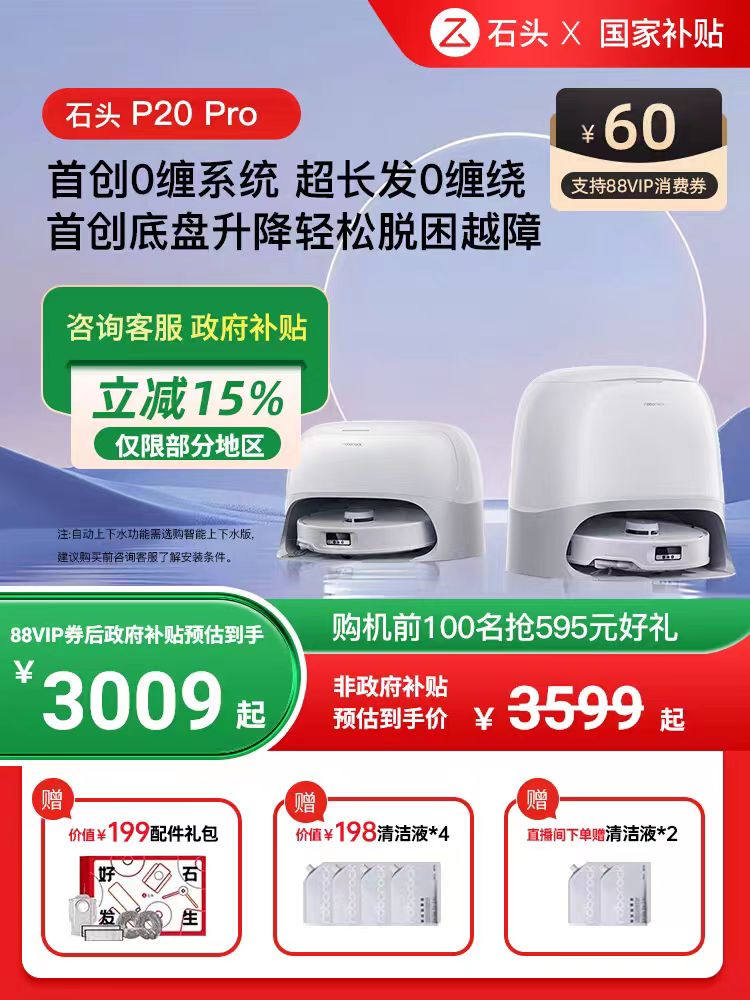 石头 X 国家补贴
石头 P20 Pro
¥60
支持88VIP消费券
首创0缠系统 超长发0缠绕
首创底盘升降轻松脱困越障
咨询客服 政府补贴
立减15%
仅限部分地区
roborock
roborock
注:自动上下水功能需选购智能上下水版,
建议购买前咨询客服了解安装条件。
88VIP券后政府补贴预估到手
¥3009起
购机前100名抢595元好礼
非政府补贴
预估到手价 ¥3599起
赠
价值¥199配件礼包
好 石
发 生
赠
价值¥198清洁液*4
roborock
赠
直播间下单赠清洁液*2
roborock